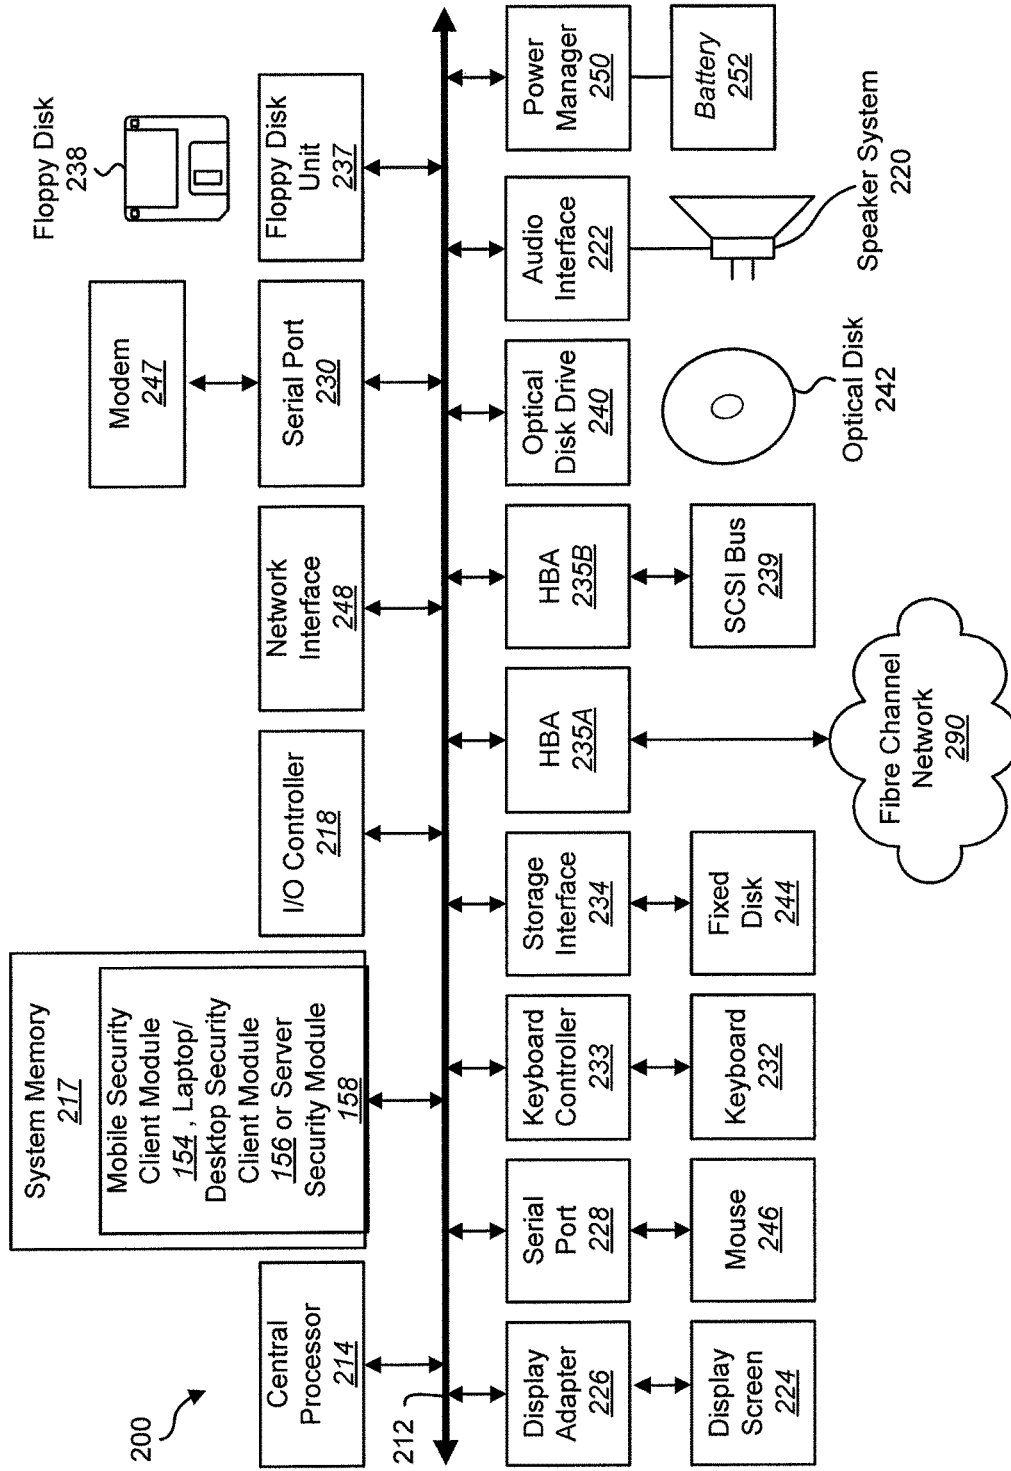 200
Central
Processor
214
System Memory
217
Mobile Security
Client Module
154 , Laptop/
Desktop Security
Client Module
156 or Server
Security Module
158
I/O Controller
218
Network
Interface
248
Modem
247
Serial Port
230
Floppy Disk
238
Floppy Disk
Unit
237
212
Display
Adapter
226
Serial
Port
228
Keyboard
Controller
233
Storage
Interface
234
HBA
235A
HBA
235B
Optical
Disk Drive
240
Audio
Interface
222
Power
Manager
250
Display
Screen
224
Mouse
246
Keyboard
232
Fixed
Disk
244
Fibre Channel
Network
290
SCSI Bus
239
Optical Disk
242
Speaker System
220
Battery
252